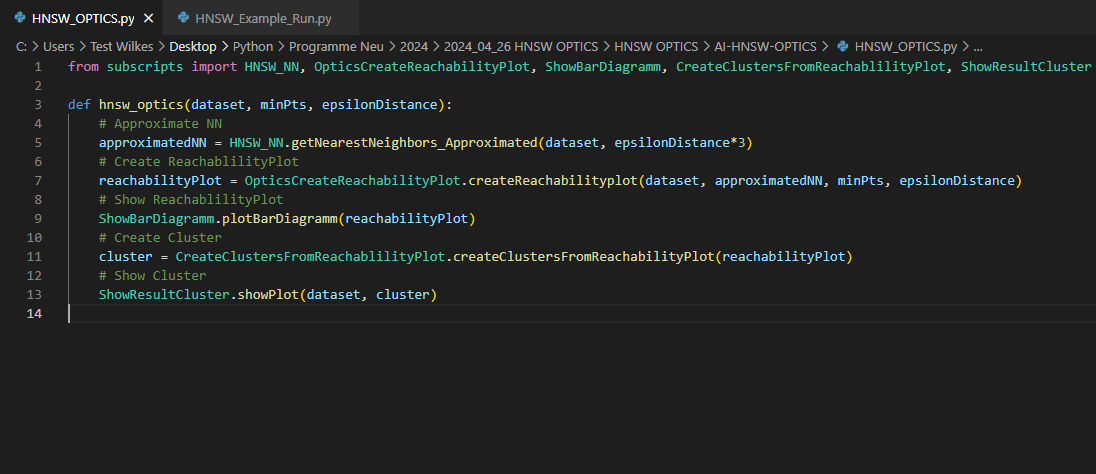 HNSW_OPTICS.py × HNSW_Example_Run.py
C: > Users > Test Wilkes > Desktop > Python > Programme Neu > 2024 > 2024_04_26 HNSW OPTICS > HNSW OPTICS > AI-HNSW-OPTICS > HNSW_OPTICS.py > ...
1 from subscripts import HNSW_NN, OpticsCreateReachabilityPlot, ShowBarDiagramm, CreateClustersFromReachablilityPlot, ShowResultCluster
2
3 def hnsw_optics(dataset, minPts, epsilonDistance):
4     # Approximate NN
5     approximatedNN = HNSW_NN.getNearestNeighbors_Approximated(dataset, epsilonDistance*3)
6     # Create ReachablilityPlot
7     reachabilityPlot = OpticsCreateReachabilityPlot.createReachabilityplot(dataset, approximatedNN, minPts, epsilonDistance)
8     # Show ReachablilityPlot
9     ShowBarDiagramm.plotBarDiagramm(reachabilityPlot)
10     # Create Cluster
11     cluster = CreateClustersFromReachablilityPlot.createClustersFromReachabilityPlot(reachabilityPlot)
12     # Show Cluster
13     ShowResultCluster.showPlot(dataset, cluster)
14